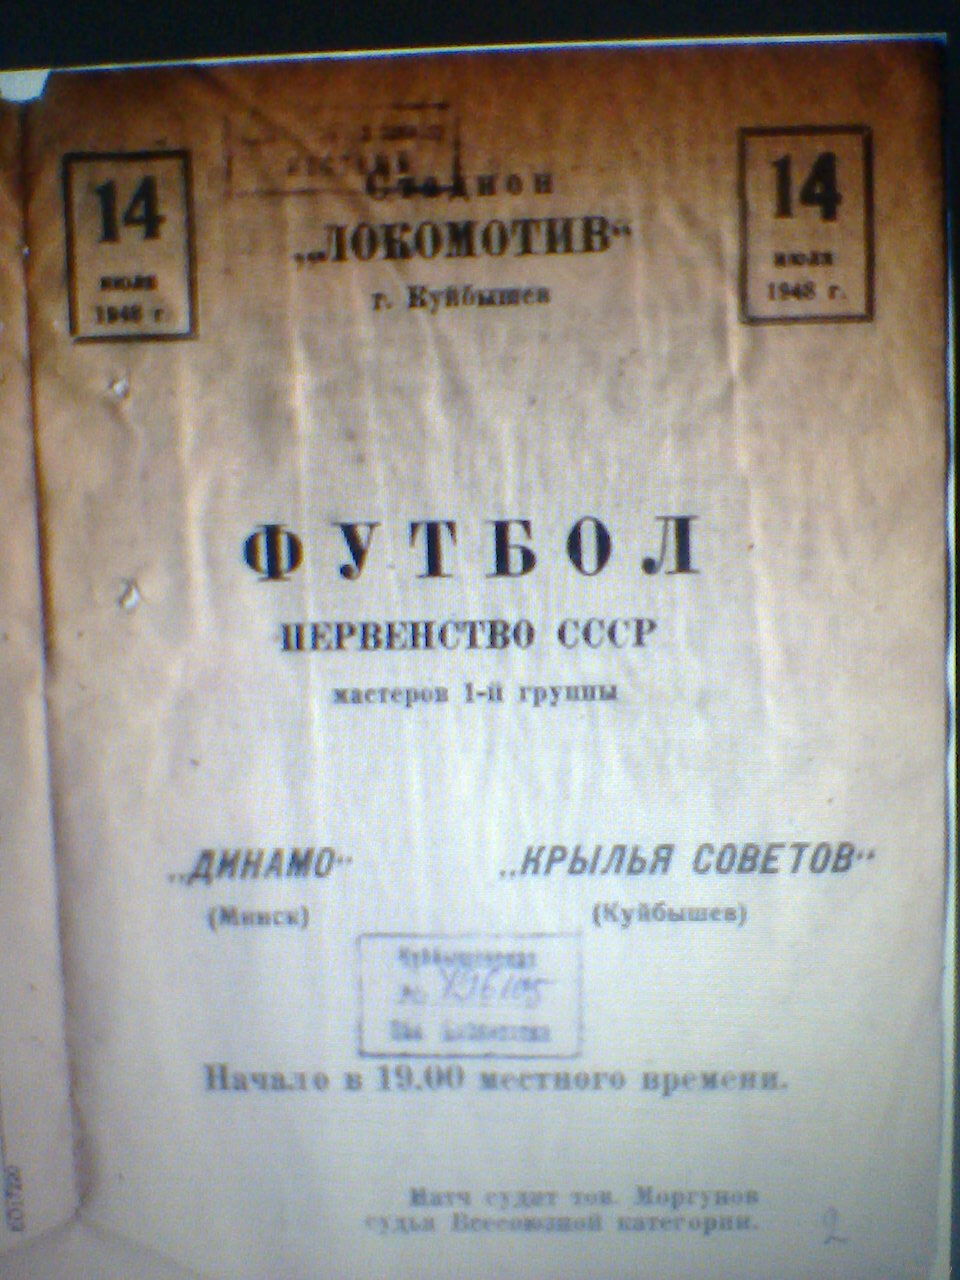 14
июля
1948 г.
Стадион
„ЛОКОМОТИВ“
г. Куйбышев
14
июля
1948 г.
ФУТБОЛ
ПЕРВЕНСТВО СССР
мастеров 1-й группы
„ДИНАМО“
(Минск)
„КРЫЛЬЯ СОВЕТОВ“
(Куйбышев)
Куйбышевская
Начало в 19.00 местного времени.
Матч судит тов. Моргунов
судья Всесоюзной категории.